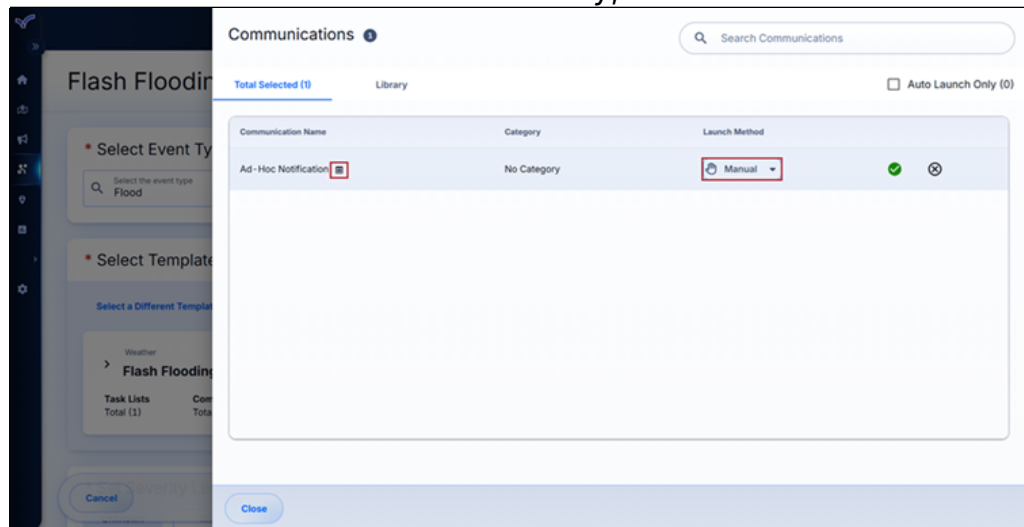 Communications 1
Search Communications
Flash Floodin
Total Selected (1)
Library
Auto Launch Only (0)
Communication Name
Category
Launch Method
* Select Event Ty
Ad-Hoc Notification
No Category
Manual
Select the event type
Flood
* Select Template
Select a Different Templat
Weather
Flash Flooding
Task Lists
Com
Total (1)
Tota
Cancel
Close